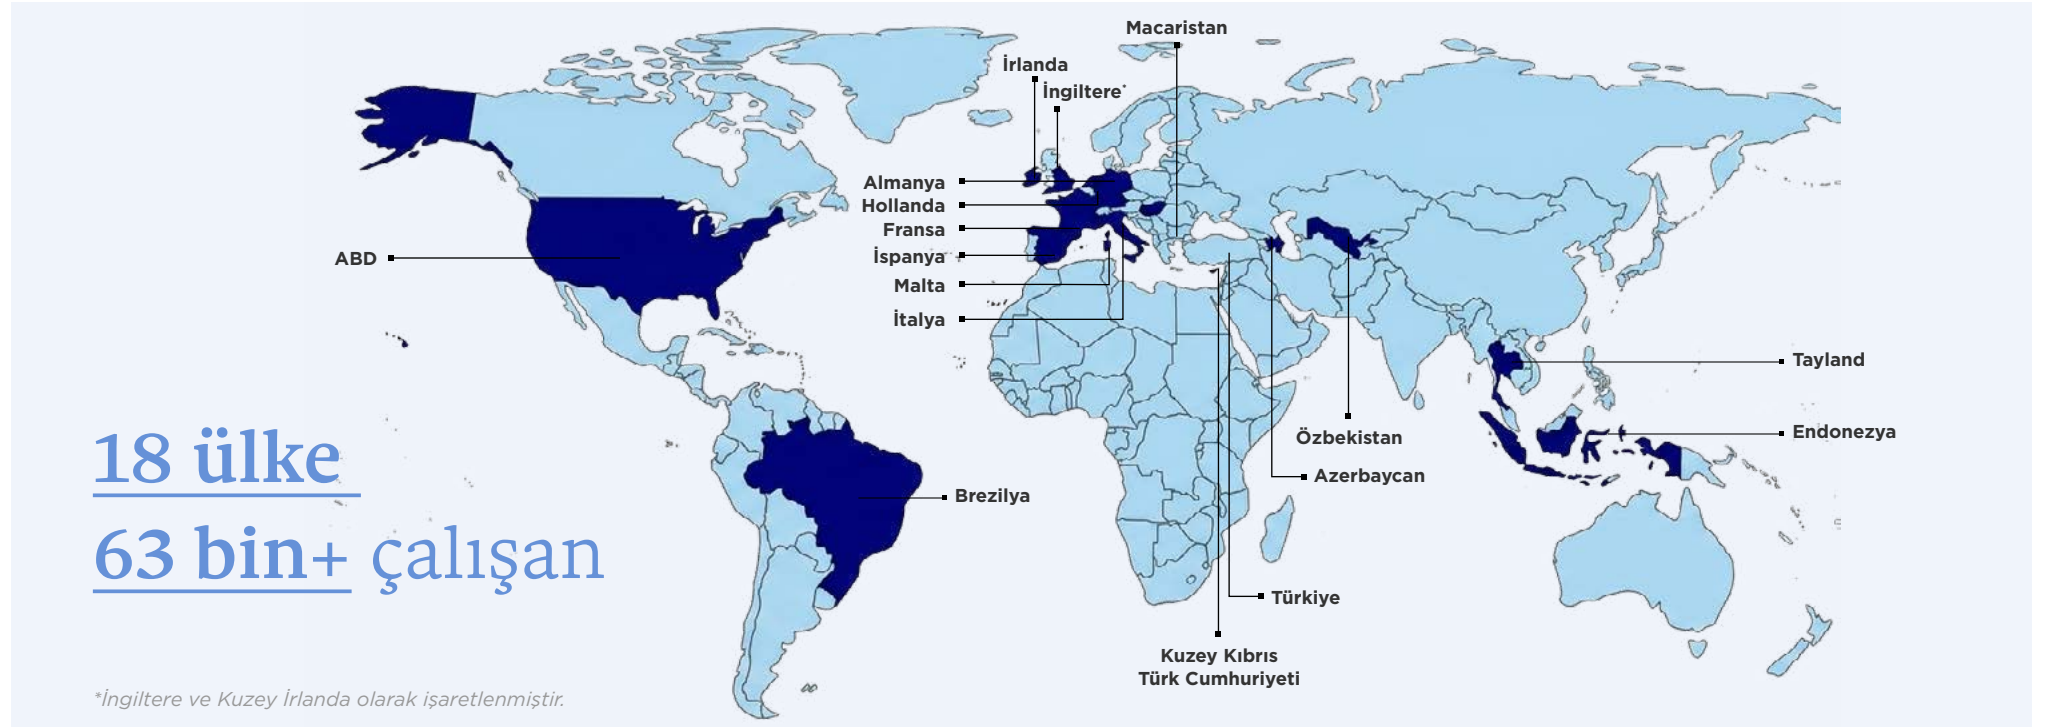 Macaristan
İrlanda
İngiltere*
Almanya
Hollanda
Fransa
İspanya
Malta
İtalya
ABD
Tayland
Endonezya
Özbekistan
Azerbaycan
Brezilya
Türkiye
Kuzey Kıbrıs
Türk Cumhuriyeti
18 ülke
63 bin+ çalışan
*İngiltere ve Kuzey İrlanda olarak işaretlenmiştir.